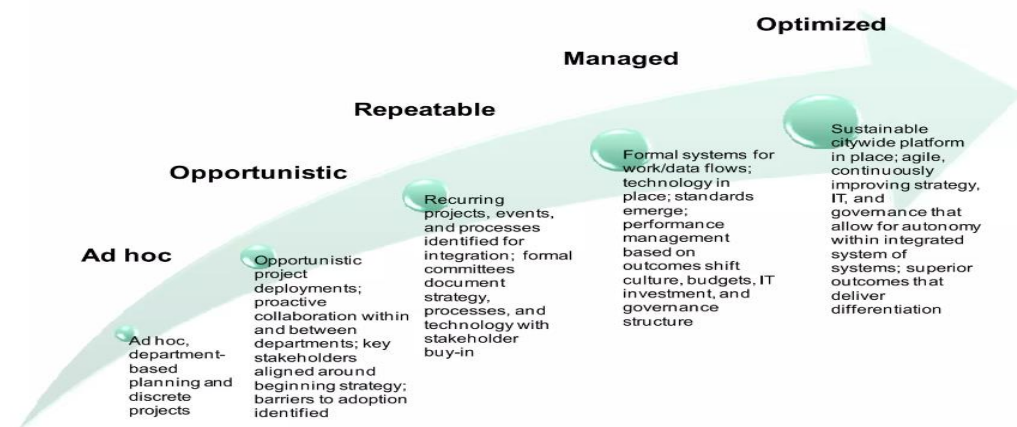 Ad hoc
Ad hoc,
department-
based
planning and
discrete
projects
Opportunistic
Opportunistic
project
deployments;
proactive
collaboration within
and between
departments; key
stakeholders
aligned around
beginning strategy;
barriers to adoption
identified
Repeatable
Recurring
projects, events,
and processes
identified for
integration; formal
committees
document
strategy,
processes, and
technology with
stakeholder
buy-in
Managed
Formal systems for
work/data flows;
technology in
place; standards
emerge;
performance
management
based on
outcomes shift
culture, budgets, IT
investment, and
governance
structure
Optimized
Sustainable
citywide platform
in place; agile,
continuously
improving strategy,
IT, and
governance that
allow for autonomy
within integrated
system of
systems; superior
outcomes that
deliver
differentiation